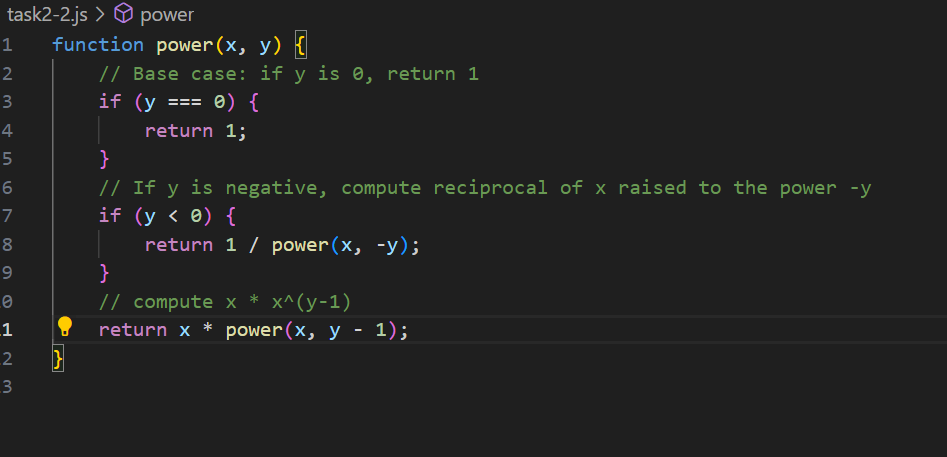 task2-2.js > power
1 function power(x, y) {
2 // Base case: if y is 0, return 1
3 if (y === 0) {
4 return 1;
5 }
6 // If y is negative, compute reciprocal of x raised to the power -y
7 if (y < 0) {
8 return 1 / power(x, -y);
9 }
0 // compute x * x^(y-1)
1 return x * power(x, y - 1);
2 }
3